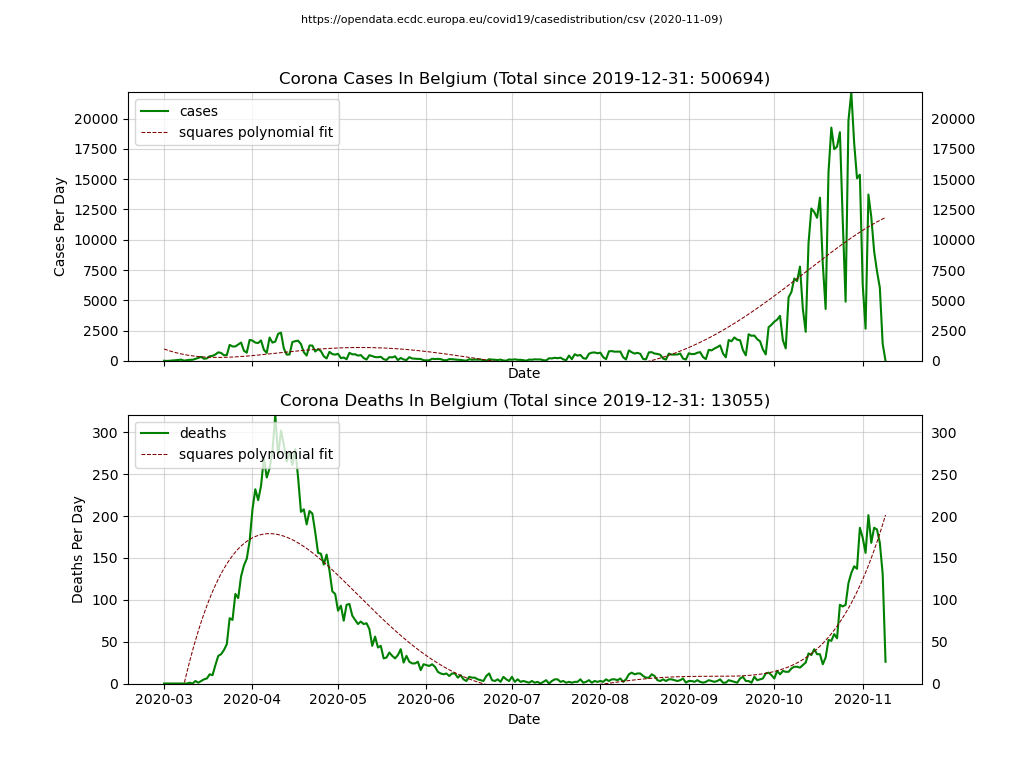 https://opendata.ecdc.europa.eu/covid19/casedistribution/csv (2020-11-09)
Corona Cases In Belgium (Total since 2019-12-31: 500694)
cases
squares polynomial fit
Cases Per Day
20000
17500
15000
12500
10000
7500
5000
2500
0
20000
17500
15000
12500
10000
7500
5000
2500
0
Date
Corona Deaths In Belgium (Total since 2019-12-31: 13055)
deaths
squares polynomial fit
Deaths Per Day
300
250
200
150
100
50
0
300
250
200
150
100
50
0
2020-03 2020-04 2020-05 2020-06 2020-07 2020-08 2020-09 2020-10 2020-11
Date